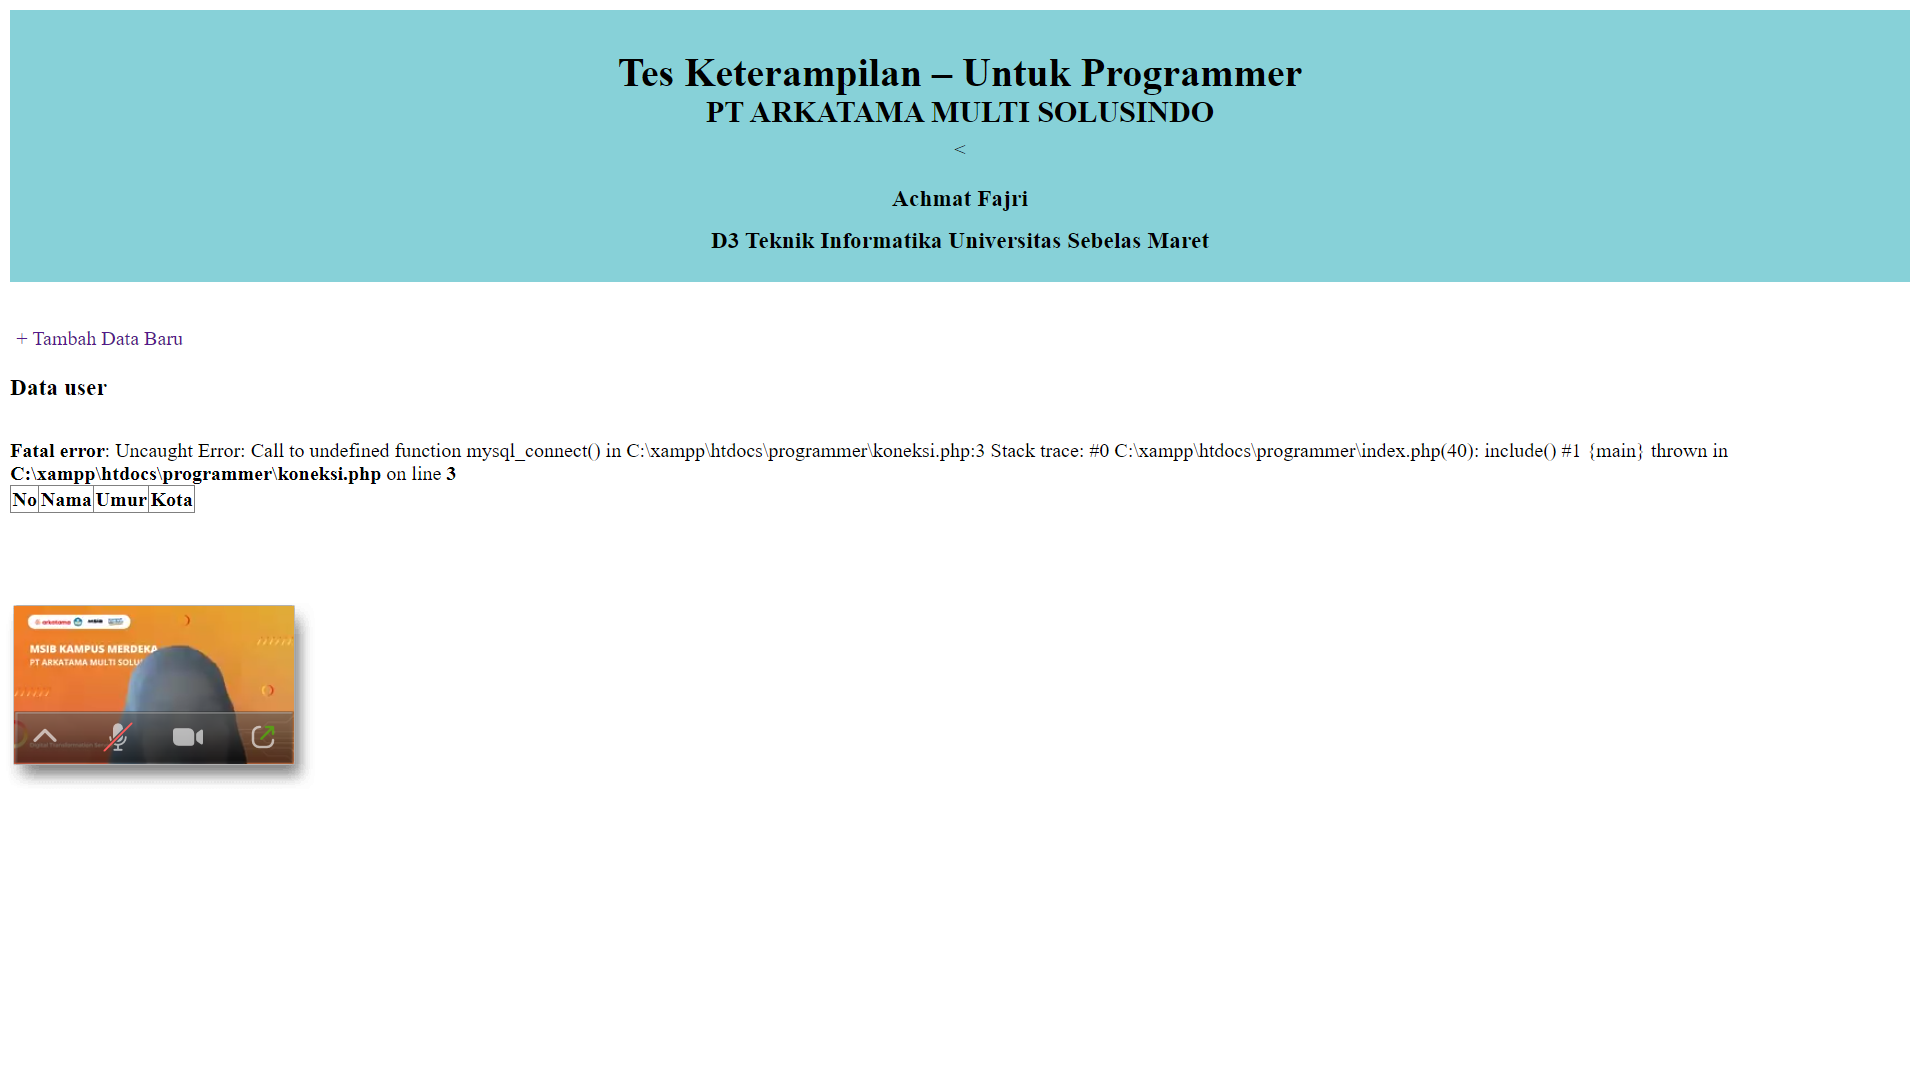 Tes Keterampilan – Untuk Programmer
PT ARKATAMA MULTI SOLUSINDO
<
Achmat Fajri
D3 Teknik Informatika Universitas Sebelas Maret
+ Tambah Data Baru
Data user
Fatal error: Uncaught Error: Call to undefined function mysql_connect() in C:\xampp\htdocs\programmer\koneksi.php:3 Stack trace: #0 C:\xampp\htdocs\programmer\index.php(40): include() #1 {main} thrown in
C:\xampp\htdocs\programmer\koneksi.php on line 3
No Nama Umur Kota
arkatama
MSIB KAMPUS MERDEKA
PT ARKATAMA MULTI SOLU